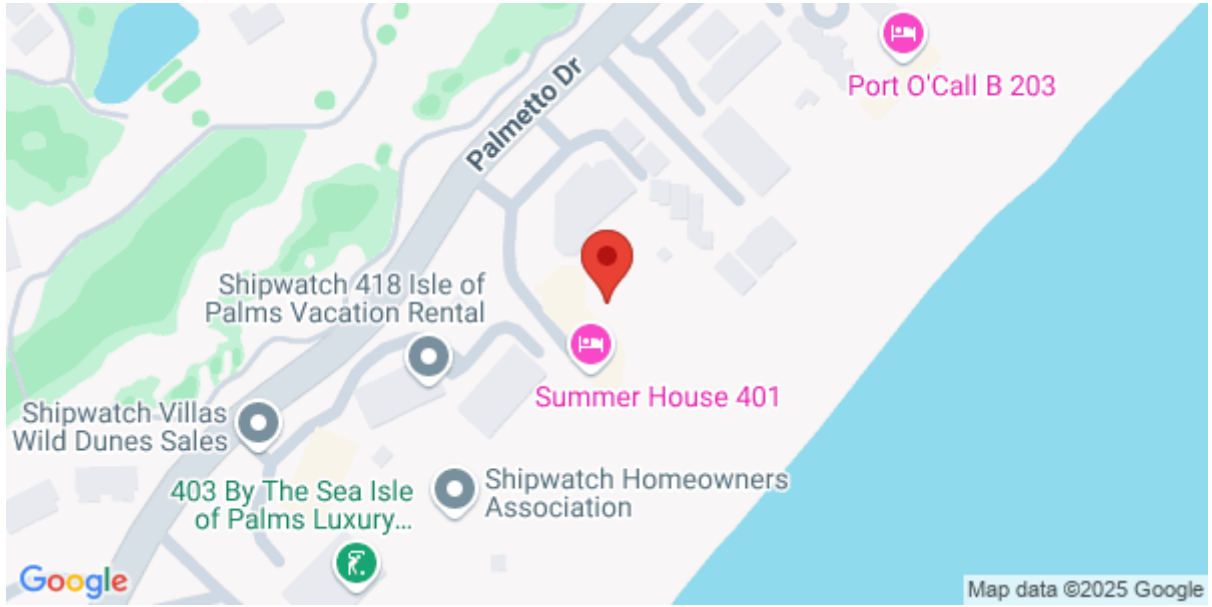 Port O'Call B 203
Palmetto Dr
Shipwatch 418 Isle of
Palms Vacation Rental
Summer House 401
Shipwatch Villas
Wild Dunes Sales
403 By The Sea Isle
of Palms Luxury...
Shipwatch Homeowners
Association
Google
Map data ©2025 Google